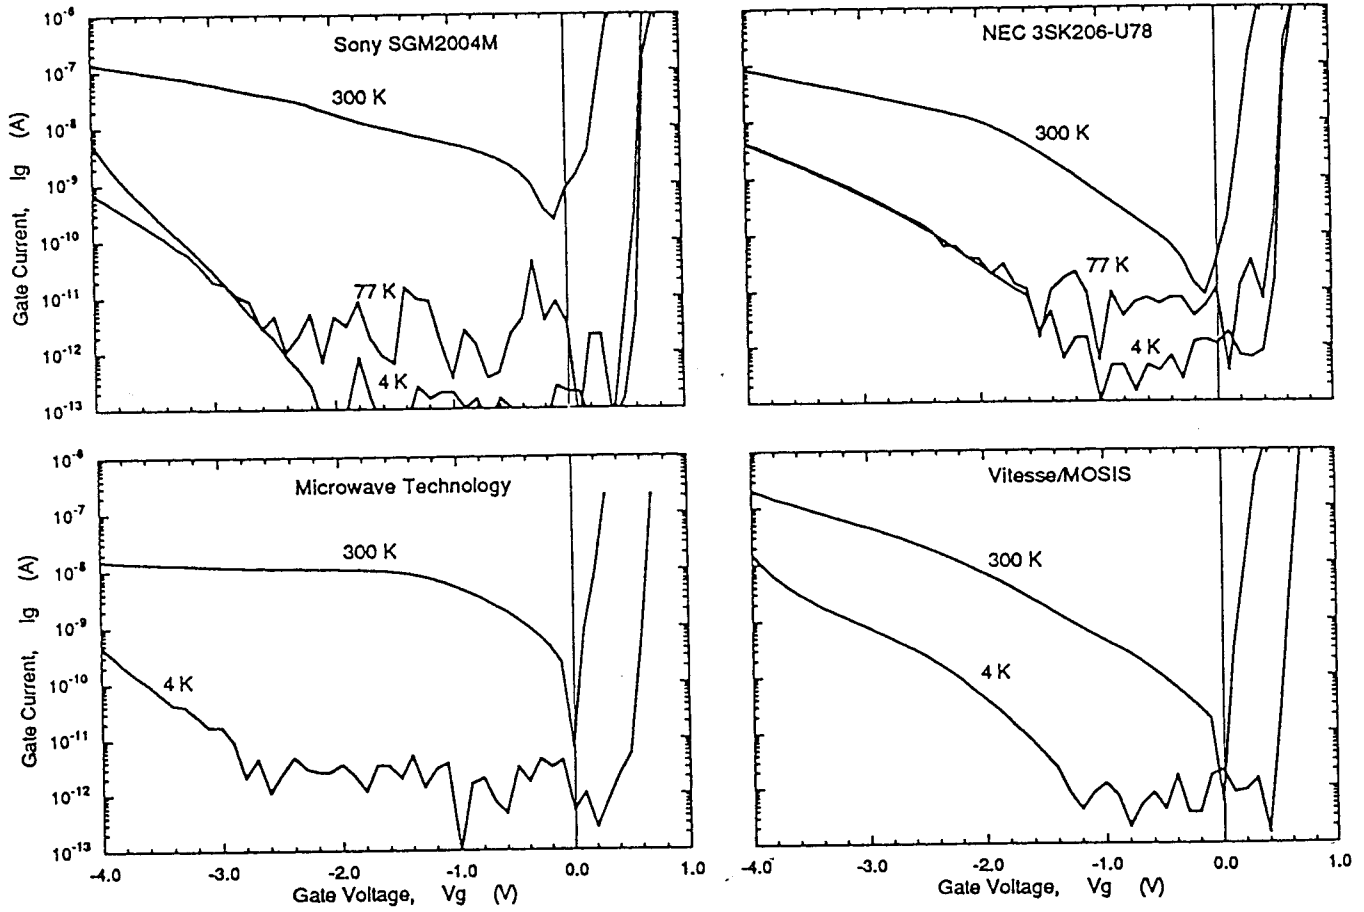 Sony SGM2004M
300 K
77 K
4 K
10-6
10-7
10-8
10-9
10-10
10-11
10-12
10-13
Gate Current, Ig (A)
NEC 3SK206-U78
300 K
77 K
4 K
Microwave Technology
300 K
4 K
10-6
10-7
10-8
10-9
10-10
10-11
10-12
10-13
Gate Current, Ig (A)
-4.0 -3.0 -2.0 -1.0 0.0 1.0
Gate Voltage, Vg (V)
Vitesse/MOSIS
300 K
4 K
-4.0 -3.0 -2.0 -1.0 0.0 1.0
Gate Voltage, Vg (V)